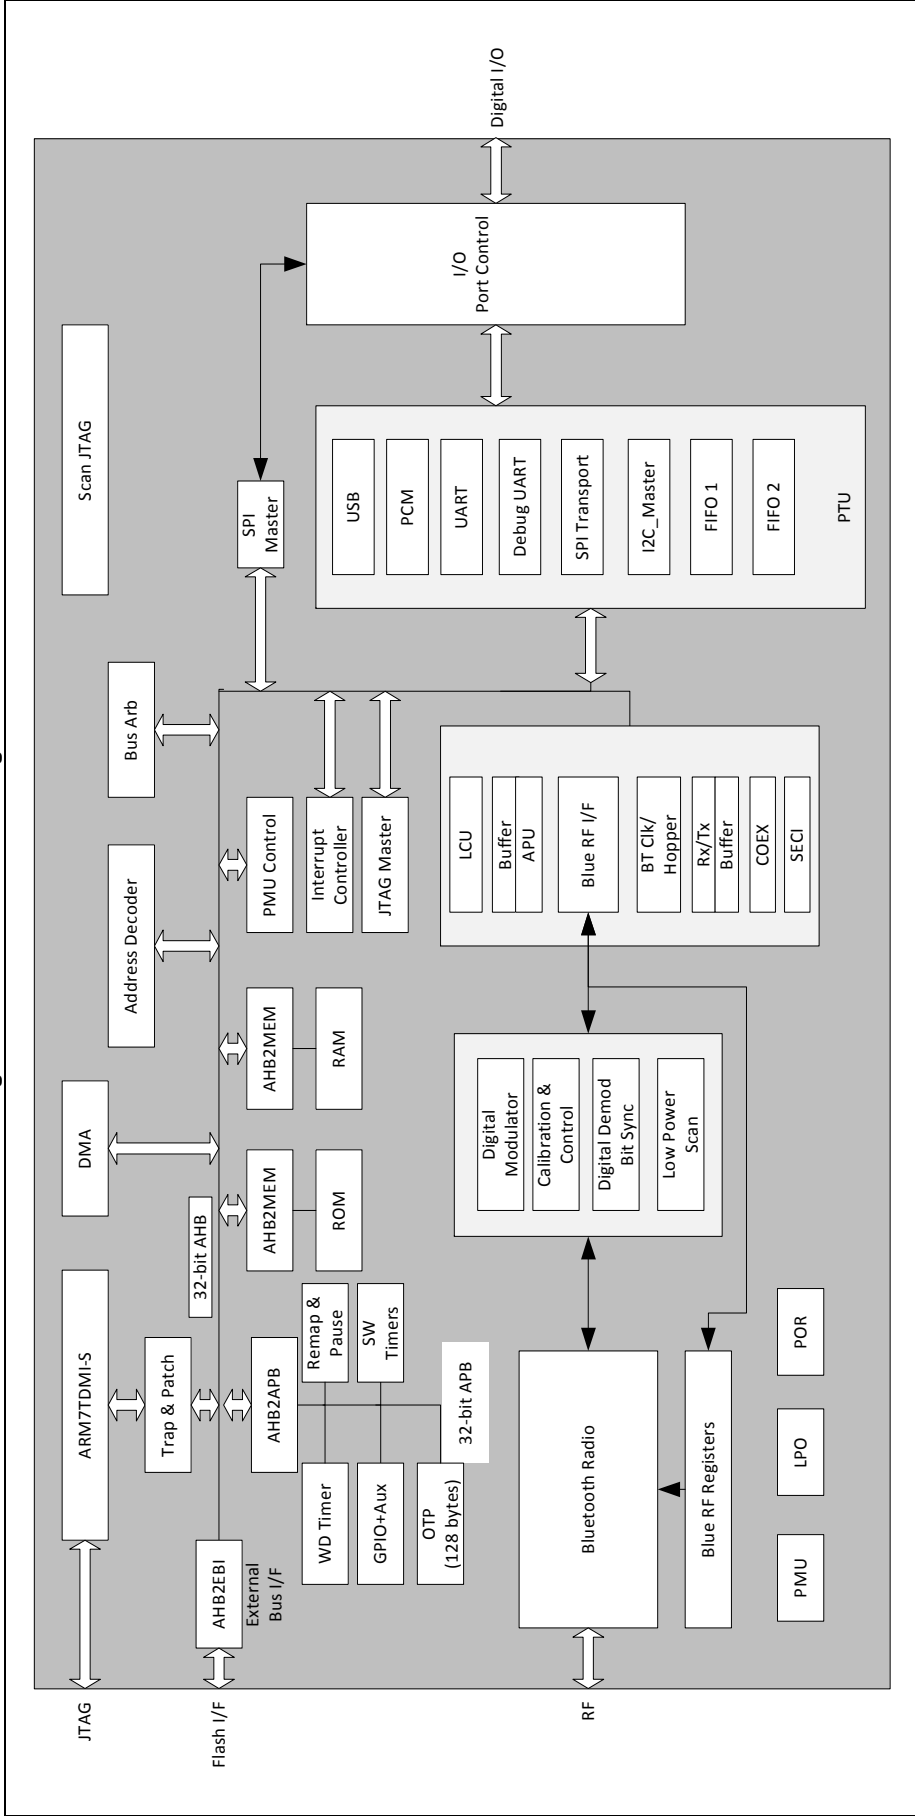 JTAG
ARM7TDMI-S
DMA
Scan JTAG
Trap & Patch
Address Decoder
Bus Arb
32-bit AHB
Flash I/F
AHB2EBI
External
Bus I/F
AHB2APB
AHB2MEM
AHB2MEM
PMU Control
SPI
Master
WD Timer
Remap &
Pause
ROM
RAM
Interrupt
Controller
GPIO+Aux
SW
Timers
JTAG Master
OTP
(128 bytes)
32-bit APB
I/O
Port Control
Digital I/O
USB
PCM
UART
Debug UART
SPI Transport
I2C_Master
FIFO 1
FIFO 2
PTU
LCU
Buffer
APU
Blue RF I/F
BT Clk/
Hopper
Rx/Tx
Buffer
COEX
SECI
Digital
Modulator
Calibration &
Control
Digital Demod
Bit Sync
Low Power
Scan
RF
Bluetooth Radio
Blue RF Registers
PMU
LPO
POR